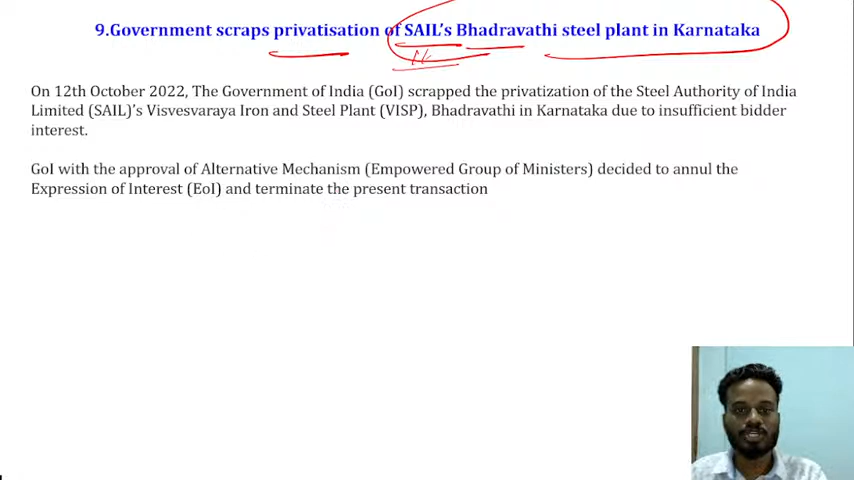 9.Government scraps privatisation of SAIL's Bhadravathi steel plant in Karnataka
On 12th October 2022, The Government of India (GoI) scrapped the privatization of the Steel Authority of India
Limited (SAIL)'s Visvesvaraya Iron and Steel Plant (VISP), Bhadravathi in Karnataka due to insufficient bidder
interest.
GoI with the approval of Alternative Mechanism (Empowered Group of Ministers) decided to annul the
Expression of Interest (EoI) and terminate the present transaction